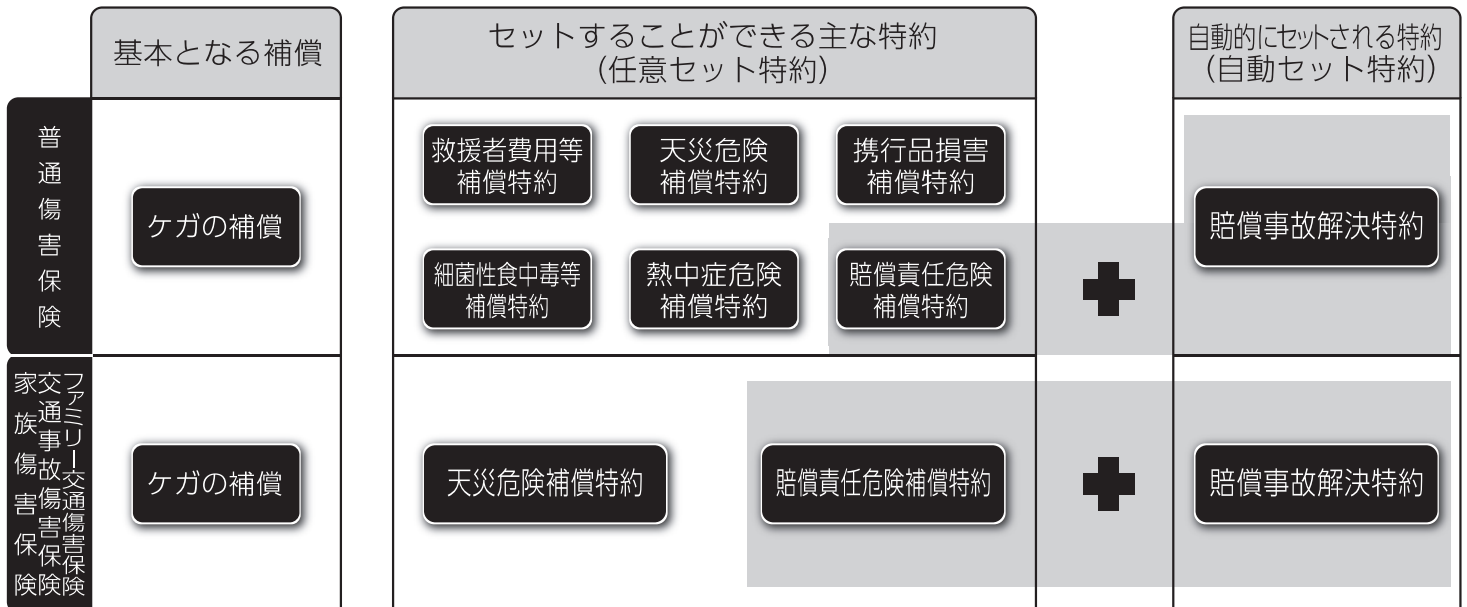 基本となる補償
セットすることができる主な特約
(任意セット特約)
自動的にセットされる特約
(自動セット特約)
普通傷害保険
ケガの補償
救援者費用等
補償特約
天災危険
補償特約
携行品損害
補償特約
細菌性食中毒等
補償特約
熱中症危険
補償特約
賠償責任危険
補償特約
賠償事故解決特約
ファミリー交通傷害保険
交通事故傷害保険
家族傷害保険
ケガの補償
天災危険補償特約
賠償責任危険補償特約
賠償事故解決特約